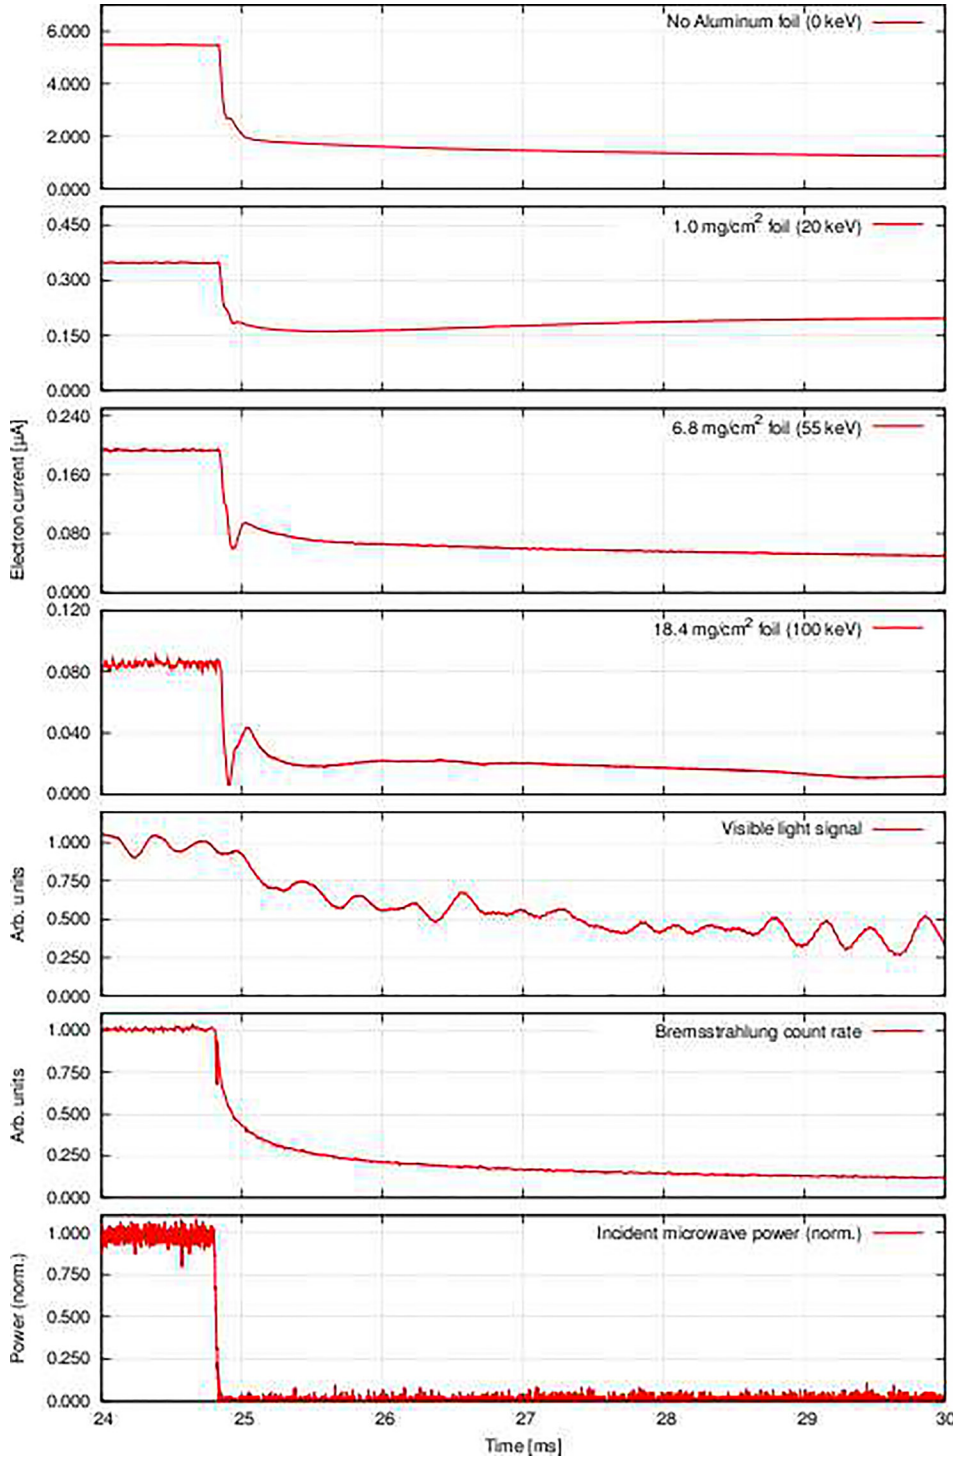 No Aluminum foil (0 keV)
6.000
4.000
2.000
0.000
1.0 mg/cm² foil (20 keV)
0.450
0.300
0.150
0.000
Electron current [µA]
6.8 mg/cm² foil (55 keV)
0.240
0.160
0.080
0.000
18.4 mg/cm² foil (100 keV)
0.120
0.080
0.040
0.000
Visible light signal
Arb. units
1.000
0.750
0.500
0.250
0.000
Bremsstrahlung count rate
Arb. units
1.000
0.750
0.500
0.250
0.000
Incident microwave power (norm.)
Power (norm.)
1.000
0.750
0.500
0.250
0.000
24 25 26 27 28 29 30
Time [ms]